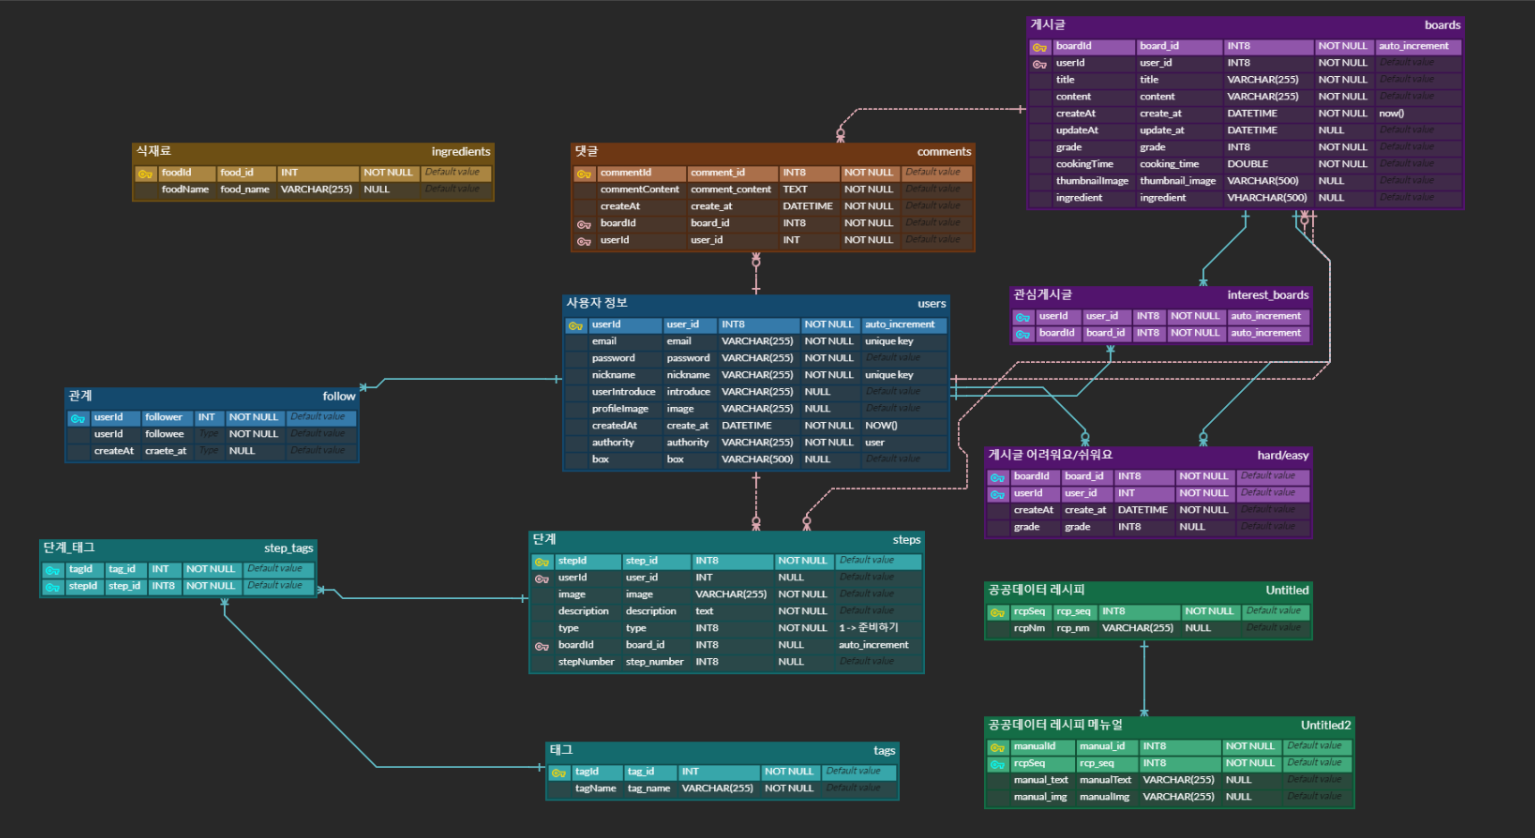 게시글 boards
boardId board_id INT8 NOT NULL auto_increment
userId user_id INT8 NOT NULL Default value
title title VARCHAR(255) NOT NULL Default value
content content VARCHAR(255) NOT NULL Default value
createAt create_at DATETIME NOT NULL now()
updateAt update_at DATETIME NULL Default value
grade grade INT8 NOT NULL Default value
cookingTime cooking_time DOUBLE NOT NULL Default value
thumbnailImage thumbnail_image VARCHAR(500) NULL Default value
ingredient ingredient VHARCHAR(500) NULL Default value
식재료 ingredients
foodId food_id INT NOT NULL Default value
foodName food_name VARCHAR(255) NULL Default value
댓글 comments
commentId comment_id INT8 NOT NULL Default value
commentContent comment_content TEXT NOT NULL Default value
createAt create_at DATETIME NOT NULL Default value
boardId board_id INT8 NOT NULL Default value
userId user_id INT NOT NULL Default value
사용자 정보 users
userId user_id INT8 NOT NULL auto_increment
email email VARCHAR(255) NOT NULL unique key
password password VARCHAR(255) NOT NULL Default value
nickname nickname VARCHAR(255) NOT NULL unique key
userIntroduce introduce VARCHAR(255) NULL Default value
profileImage image VARCHAR(255) NULL Default value
createdAt create_at DATETIME NOT NULL NOW()
authority authority VARCHAR(255) NOT NULL user
box box VARCHAR(500) NULL Default value
관심게시글 interest_boards
userId user_id INT8 NOT NULL auto_increment
boardId board_id INT8 NOT NULL auto_increment
관계 follow
userId follower INT NOT NULL Default value
userId followee Type NOT NULL Default value
createAt craete_at Type NULL Default value
게시글 어려워요/쉬워요 hard/easy
boardId board_id INT8 NOT NULL Default value
userId user_id INT NOT NULL Default value
createAt create_at DATETIME NOT NULL Default value
grade grade INT8 NULL Default value
단계_태그 step_tags
tagId tag_id INT NOT NULL Default value
stepId step_id INT8 NOT NULL Default value
단계 steps
stepId step_id INT8 NOT NULL Default value
userId user_id INT NULL Default value
image image VARCHAR(255) NOT NULL Default value
description description text NOT NULL Default value
type type INT8 NOT NULL 1 -> 준비하기
boardId board_id INT8 NULL auto_increment
stepNumber step_number INT8 NULL Default value
공공데이터 레시피 Untitled
rcpSeq rcp_seq INT8 NOT NULL Default value
rcpNm rcp_nm VARCHAR(255) NULL Default value
공공데이터 레시피 메뉴얼 Untitled2
manualId manual_id INT8 NOT NULL Default value
rcpSeq rcp_seq INT8 NOT NULL Default value
manual_text manualText VARCHAR(255) NULL Default value
manual_img manualImg VARCHAR(255) NULL Default value
태그 tags
tagId tag_id INT NOT NULL Default value
tagName tag_name VARCHAR(255) NOT NULL Default value